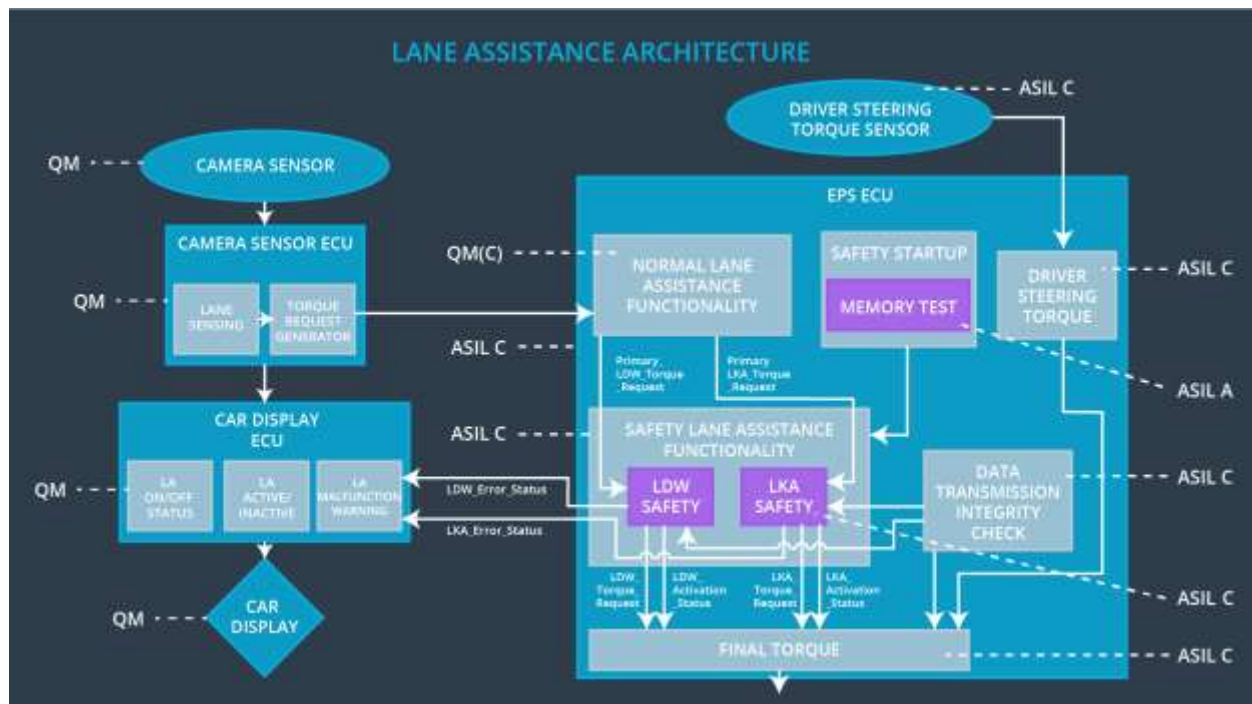 LANE ASSISTANCE ARCHITECTURE
ASIL C
DRIVER STEERING
TORQUE SENSOR
QM
CAMERA SENSOR
EPS ECU
CAMERA SENSOR ECU
QM(C)
NORMAL LANE
ASSISTANCE
FUNCTIONALITY
SAFETY STARTUP
MEMORY TEST
DRIVER
STEERING
TORQUE
ASIL C
QM
LANE
SENSING
TORQUE
REQUEST
GENERATOR
ASIL C
Primary_
LDW_Torque
_Request
Primary
LKA_Torque
_Request
ASIL A
CAR DISPLAY
ECU
ASIL C
SAFETY LANE ASSISTANCE
FUNCTIONALITY
QM
LA
ON/OFF
STATUS
LA
ACTIVE/
INACTIVE
LA
MALFUNCTION
WARNING
LDW_Error_Status
LKA_Error_Status
LDW
SAFETY
LKA
SAFETY
DATA
TRANSMISSION
INTEGRITY
CHECK
ASIL C
LDW_
Torque_
Request
LDW_
Activation
_Status
LKA_
Torque_
Request
LKA_
Activation
_Status
ASIL C
QM
CAR
DISPLAY
FINAL TORQUE
ASIL C